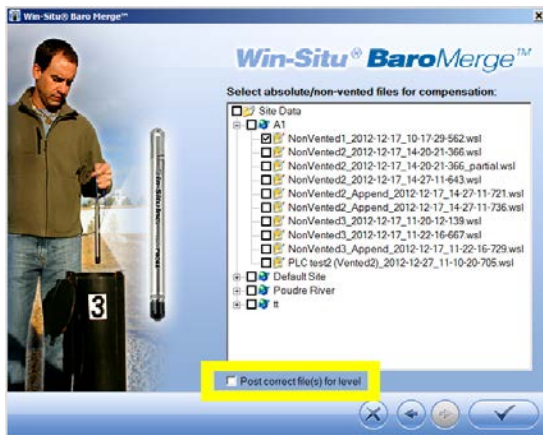 Win-Situ® Baro Merge™
Win-Situ® BaroMerge™
Select absolute/non-vented files for compensation:
Site Data
A1
NonVented1_2012-12-17_10-17-29-562.wsl
NonVented2_2012-12-17_14-20-21-366.wsl
NonVented2_2012-12-17_14-20-21-366_partial.wsl
NonVented2_2012-12-17_14-27-11-643.wsl
NonVented2_Append_2012-12-17_14-27-11-721.wsl
NonVented2_Append_2012-12-17_14-27-11-736.wsl
NonVented3_2012-12-17_11-20-12-139.wsl
NonVented3_2012-12-17_11-22-16-667.wsl
NonVented3_Append_2012-12-17_11-22-16-729.wsl
PLC test2 (Vented2)_2012-12-27_11-10-20-705.wsl
Default Site
Poudre River
tt
3
Post correct file(s) for level